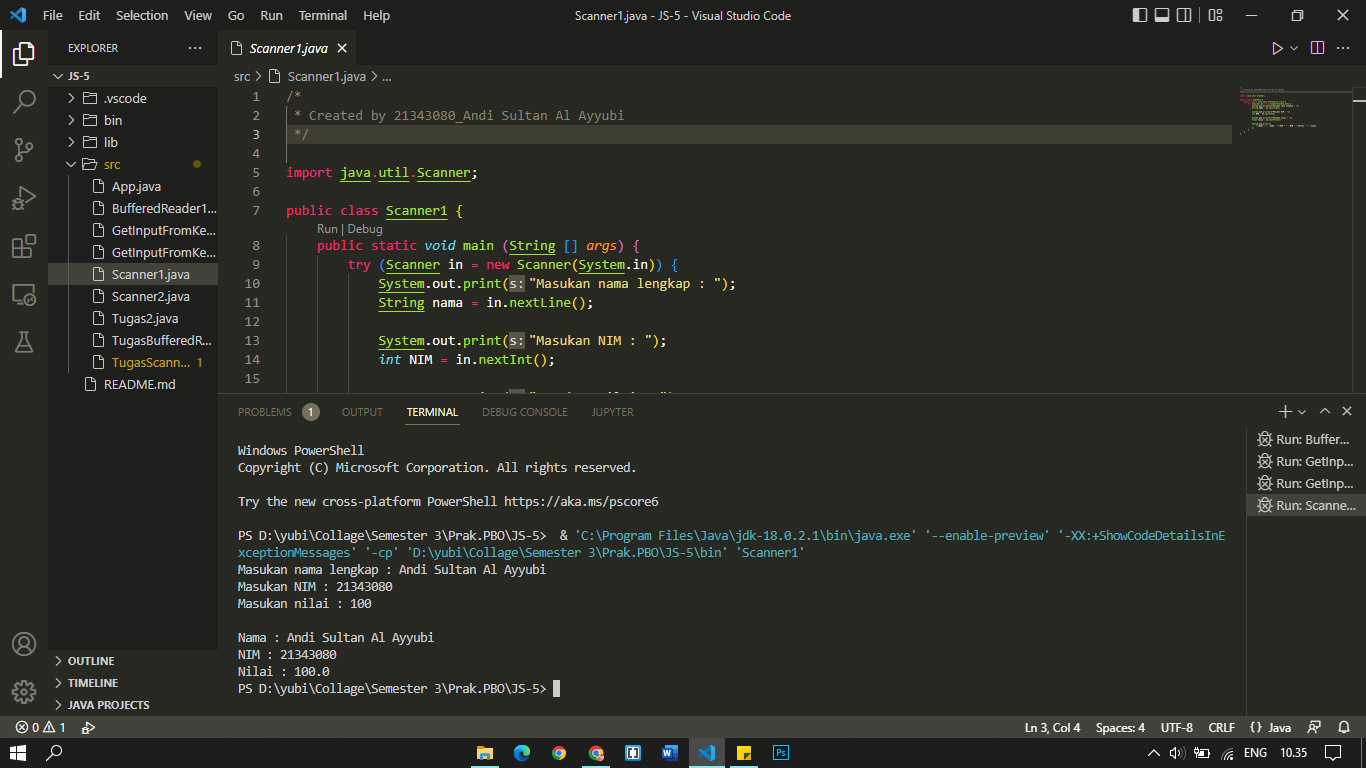 File Edit Selection View Go Run Terminal Help
Scanner1.java - JS-5 - Visual Studio Code
EXPLORER
JS-5
.vscode
bin
lib
src
App.java
BufferedReader1...
GetInputFromKe...
GetInputFromKe...
Scanner1.java
Scanner2.java
Tugas2.java
TugasBufferedR...
TugasScann... 1
README.md
OUTLINE
TIMELINE
JAVA PROJECTS
Scanner1.java
src > Scanner1.java > ...
1 /*
2 * Created by 21343080_Andi Sultan Al Ayyubi
3 */
4
5 import java.util.Scanner;
6
7 public class Scanner1 {
Run | Debug
8 public static void main (String [] args) {
9 try (Scanner in = new Scanner(System.in)) {
10 System.out.print(s:"Masukan nama lengkap : ");
11 String nama = in.nextLine();
12
13 System.out.print(s:"Masukan NIM : ");
14 int NIM = in.nextInt();
15
PROBLEMS 1 OUTPUT TERMINAL DEBUG CONSOLE JUPYTER
Windows PowerShell
Copyright (C) Microsoft Corporation. All rights reserved.
Try the new cross-platform PowerShell https://aka.ms/pscore6
PS D:\yubi\Collage\Semester 3\Prak.PBO\JS-5> & 'C:\Program Files\Java\jdk-18.0.2.1\bin\java.exe' '--enable-preview' '-XX:+ShowCodeDetailsInE
xceptionMessages' '-cp' 'D:\yubi\Collage\Semester 3\Prak.PBO\JS-5\bin' 'Scanner1'
Masukan nama lengkap : Andi Sultan Al Ayyubi
Masukan NIM : 21343080
Masukan nilai : 100
Nama : Andi Sultan Al Ayyubi
NIM : 21343080
Nilai : 100.0
PS D:\yubi\Collage\Semester 3\Prak.PBO\JS-5>
Run: Buffer...
Run: GetInp...
Run: GetInp...
Run: Scanne...
0 1
Ln 3, Col 4 Spaces: 4 UTF-8 CRLF {} Java
ENG 10.35